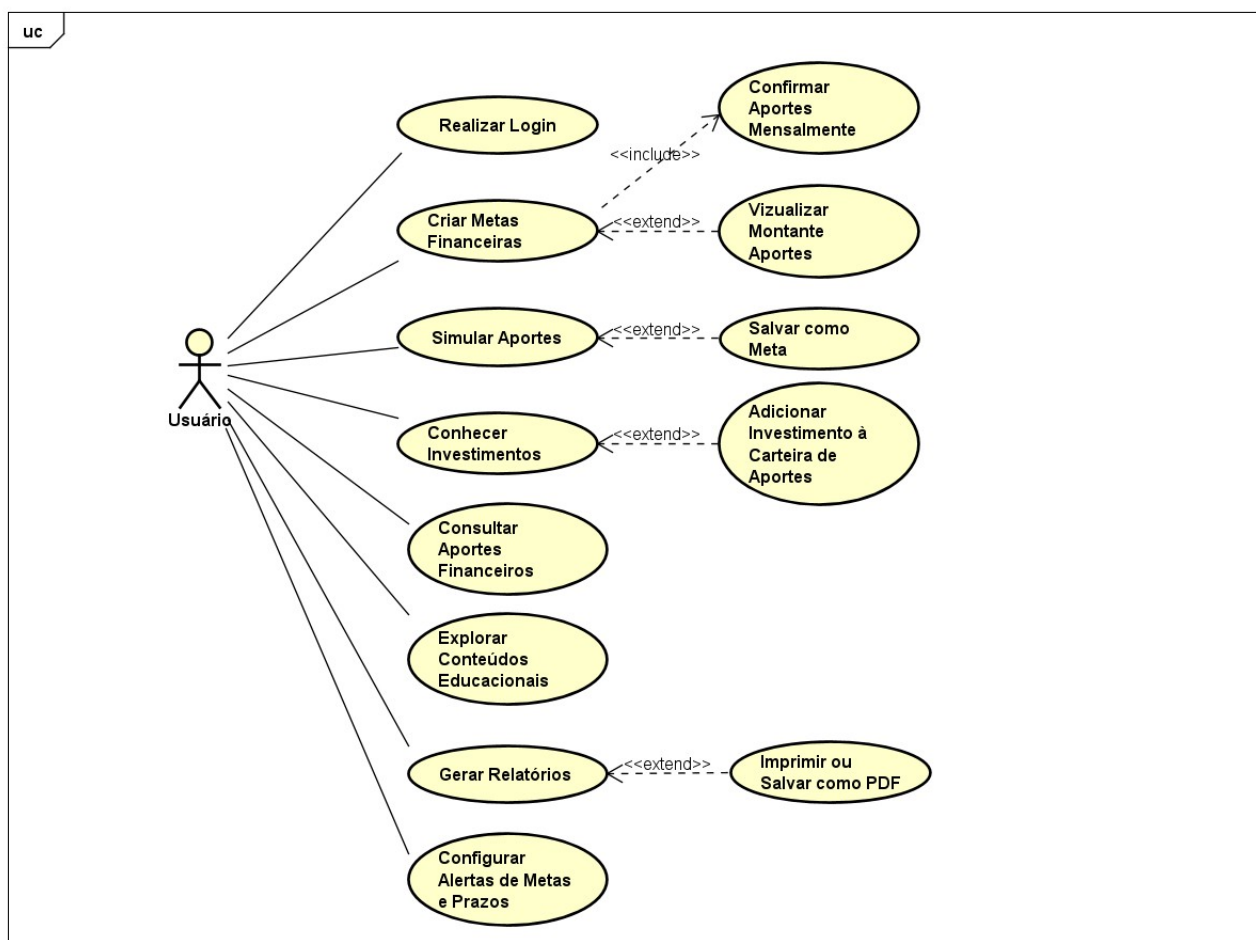 uc
Realizar Login
Confirmar
Aportes
Mensalmente
<<include>>
Criar Metas
Financeiras
<<extend>>
Vizualizar
Montante
Aportes
Simular Aportes
<<extend>>
Salvar como
Meta
Usuário
Conhecer
Investimentos
<<extend>>
Adicionar
Investimento à
Carteira de
Aportes
Consultar
Aportes
Financeiros
Explorar
Conteúdos
Educacionais
Gerar Relatórios
<<extend>>
Imprimir ou
Salvar como PDF
Configurar
Alertas de Metas
e Prazos